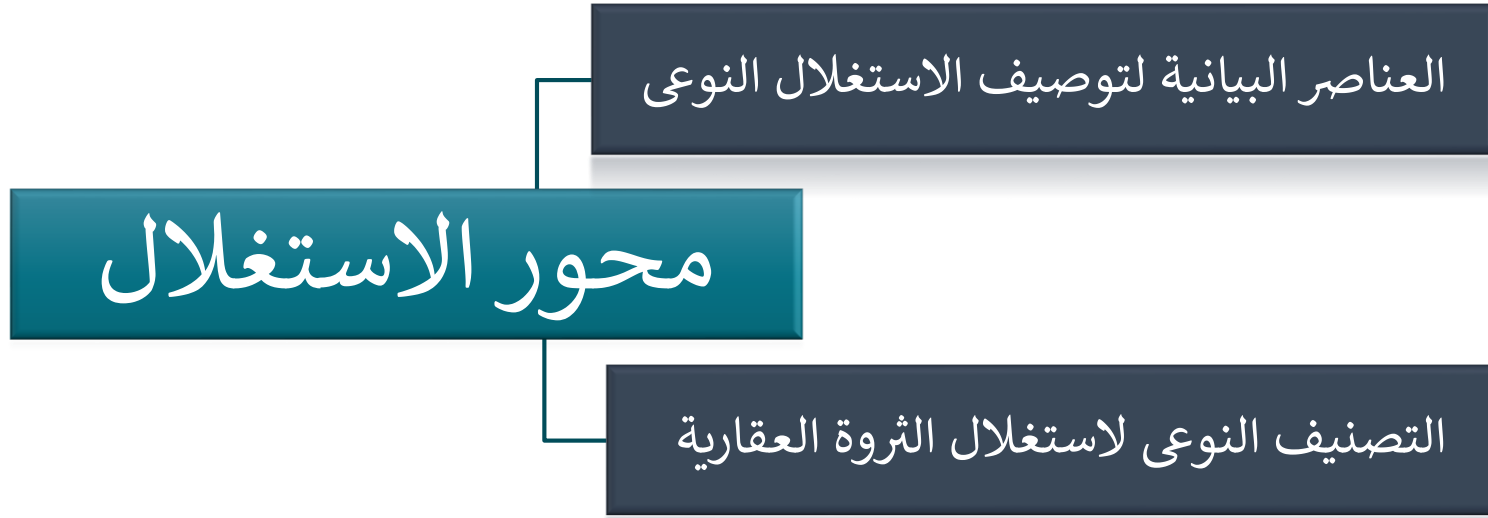 العناصر البيانية لتوصيف الاستغلال النوعى
محور الاستغلال
التصنيف النوعى لاستغلال الثروة العقارية